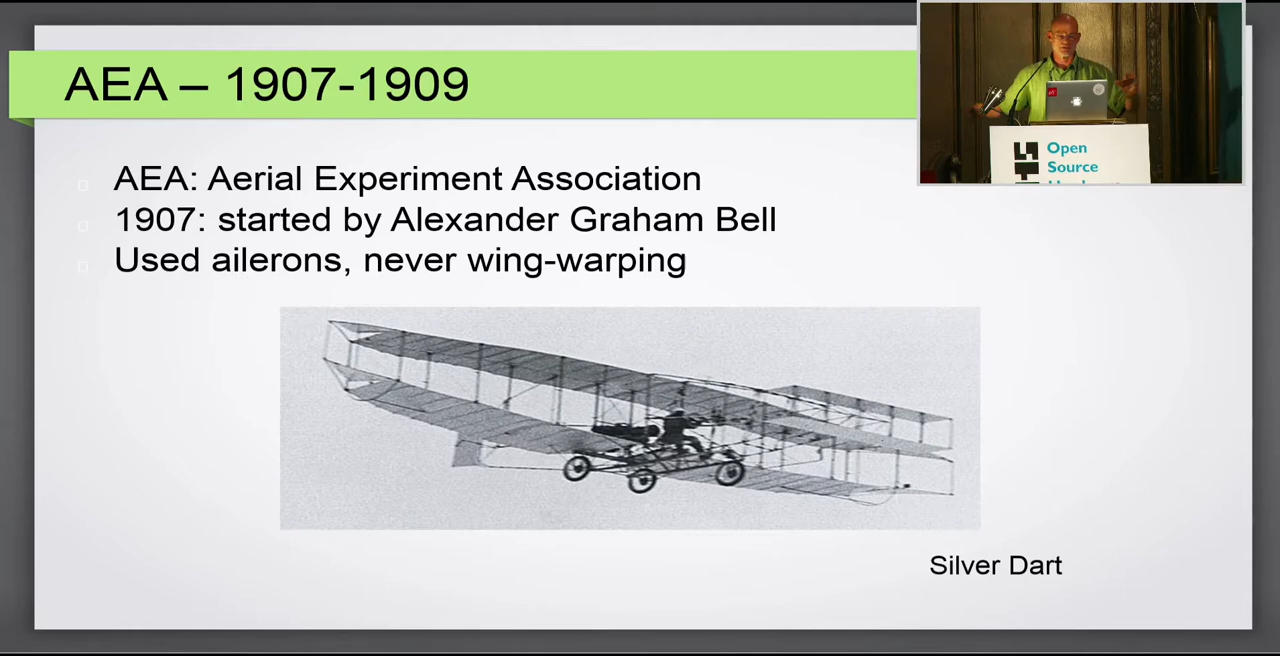 AEA – 1907-1909
AEA: Aerial Experiment Association
1907: started by Alexander Graham Bell
Used ailerons, never wing-warping
Silver Dart
Open
Source